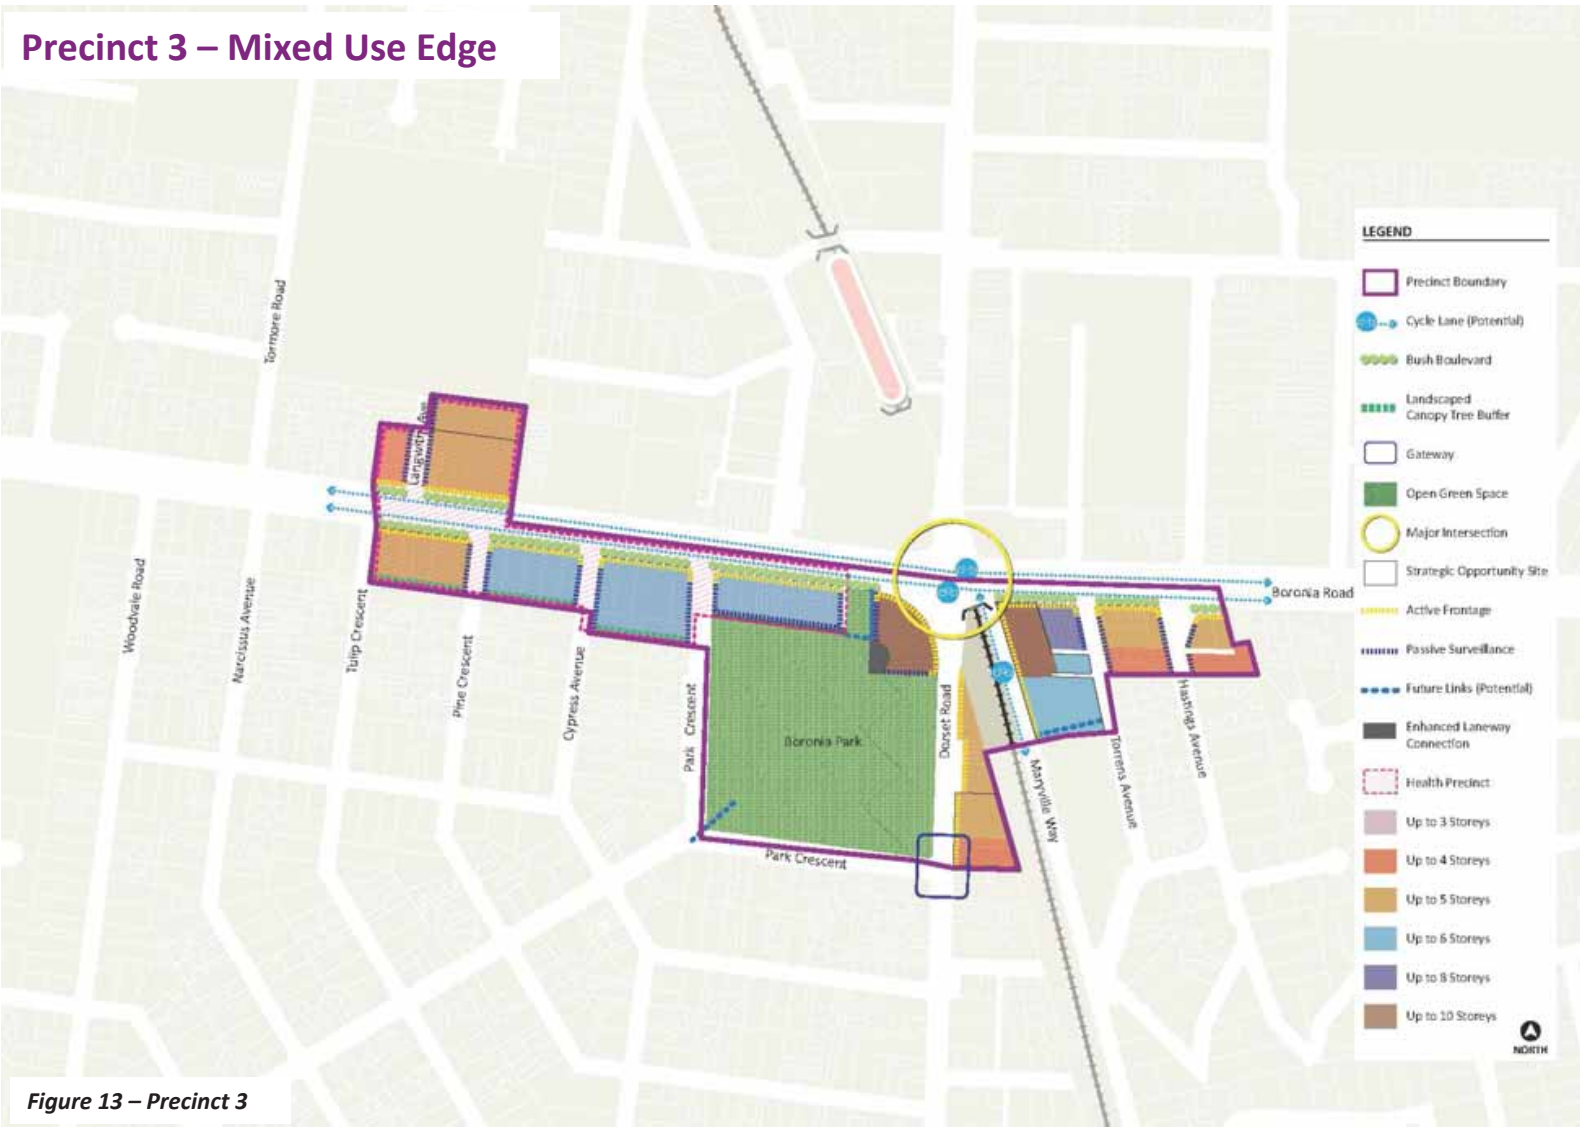 Precinct 3 – Mixed Use Edge
Tormore Road
Langwith Ave
LEGEND
Precinct Boundary
Cycle Lane (Potential)
Bush Boulevard
Landscaped
Canopy Tree Buffer
Gateway
Open Green Space
Major Intersection
Strategic Opportunity Site
Active Frontage
Passive Surveillance
Future Links (Potential)
Enhanced Laneway
Connection
Health Precinct
Up to 3 Storeys
Up to 4 Storeys
Up to 5 Storeys
Up to 6 Storeys
Up to 8 Storeys
Up to 10 Storeys
NORTH
Boronia Road
Woodvale Road
Narcissus Avenue
Tulip Crescent
Pine Crescent
Cypress Avenue
Park Crescent
Boronia Park
Dorset Road
Maryville Way
Torrens Avenue
Hastings Avenue
Park Crescent
Figure 13 – Precinct 3